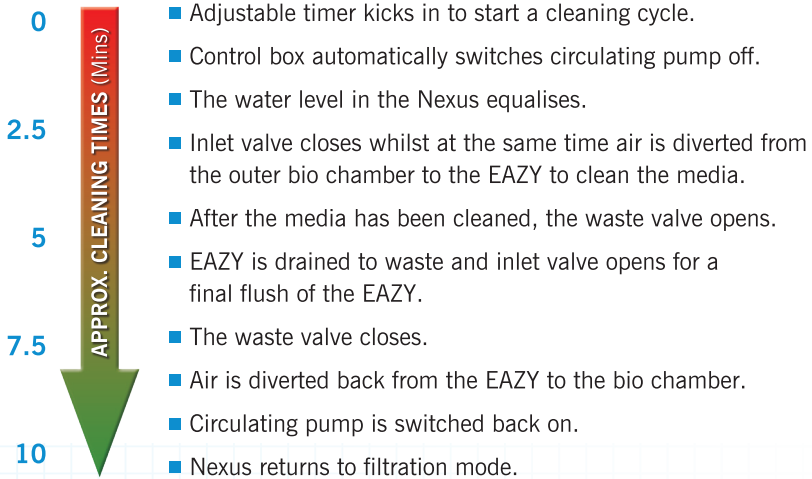 0
2.5
5
7.5
10
APPROX. CLEANING TIMES (Mins)
■ Adjustable timer kicks in to start a cleaning cycle.
■ Control box automatically switches circulating pump off.
■ The water level in the Nexus equalises.
■ Inlet valve closes whilst at the same time air is diverted from
the outer bio chamber to the EAZY to clean the media.
■ After the media has been cleaned, the waste valve opens.
■ EAZY is drained to waste and inlet valve opens for a
final flush of the EAZY.
■ The waste valve closes.
■ Air is diverted back from the EAZY to the bio chamber.
■ Circulating pump is switched back on.
■ Nexus returns to filtration mode.